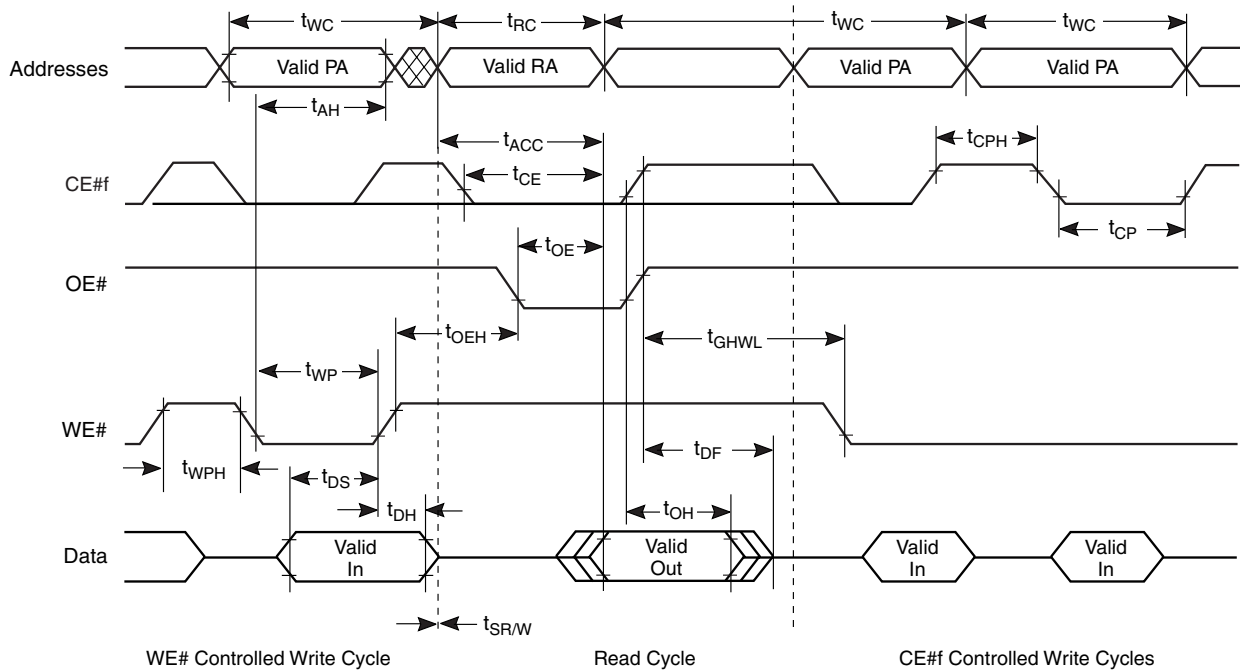 tWC tRC tWC tWC
Addresses Valid PA Valid RA Valid PA Valid PA
tAH
tACC tCPH
CE#f tCE
tOE tCP
OE#
tOEH tGHWL
tWP
WE#
tWPH tDS tDF
tDH tOH
Data Valid In Valid Out Valid In Valid In
tSR/W
WE# Controlled Write Cycle Read Cycle CE#f Controlled Write Cycles